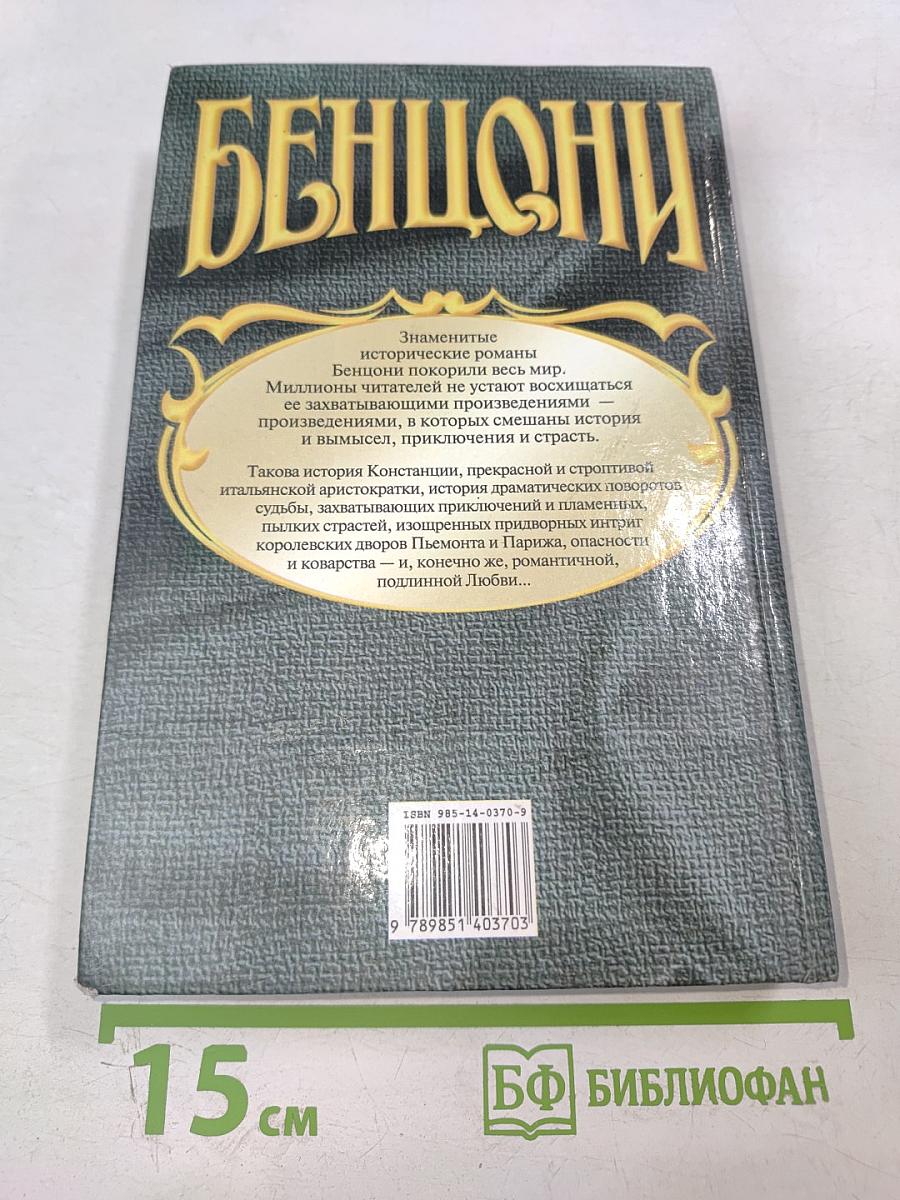 БЕНЦОНИ
Знаменитые
исторические романы
Бенцони покорили весь мир.
Миллионы читателей не устают восхищаться
ее захватывающими произведениями —
произведениями, в которых смешаны история
и вымысел, приключения и страсть.
Такова история Констанции, прекрасной и строптивой
итальянской аристократки, история драматических поворотов
судьбы, захватывающих приключений и пламенных,
пылких страстей, изощренных придворных интриг
королевских дворов Пьемонта и Парижа, опасности
и коварства — и, конечно же, романтичной,
подлинной Любви...
ISBN 985-14-0370-9
9 789851 403703
15 см
БФ БИБЛИОФАН